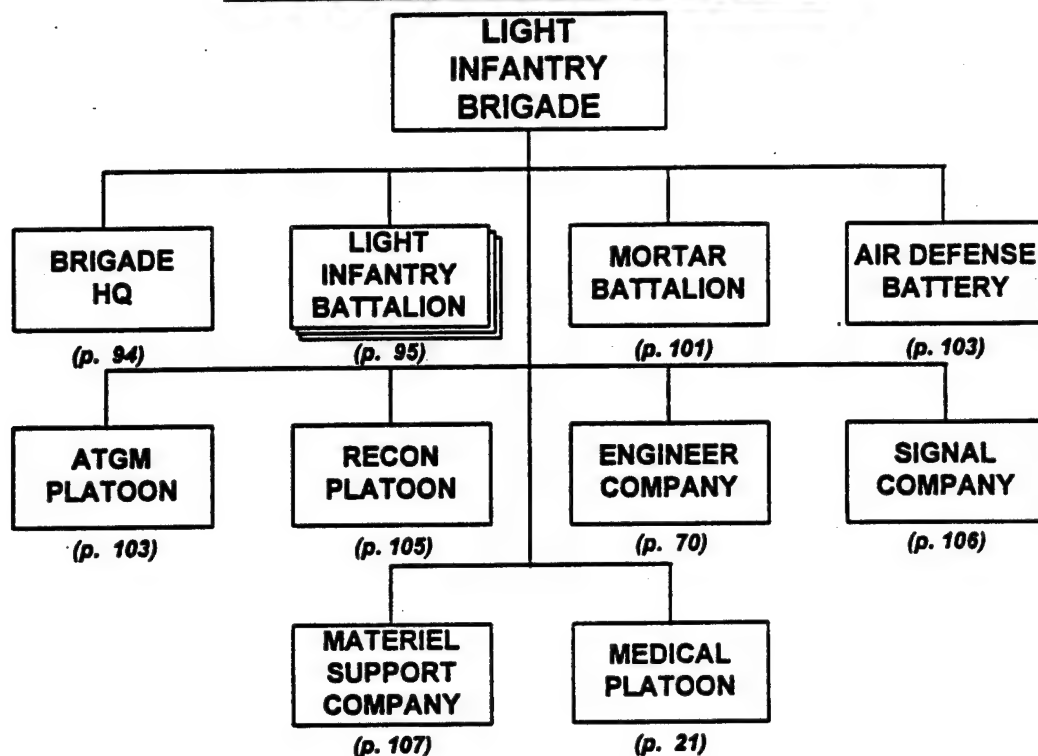 LIGHT
INFANTRY
BRIGADE
BRIGADE
HQ
(p. 94)
LIGHT
INFANTRY
BATTALION
(p. 95)
MORTAR
BATTALION
(p. 101)
AIR DEFENSE
BATTERY
(p. 103)
ATGM
PLATOON
(p. 103)
RECON
PLATOON
(p. 105)
ENGINEER
COMPANY
(p. 70)
SIGNAL
COMPANY
(p. 106)
MATERIEL
SUPPORT
COMPANY
(p. 107)
MEDICAL
PLATOON
(p. 21)